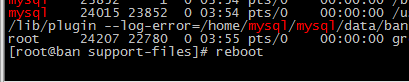 mysql 23852 1 0 03:54 pts/0 00:00:00 /b
mysql 24015 23852 0 03:54 pts/0 00:00:00 /u
/lib/plugin --log-error=/home/mysql/mysql/data/ban
root 24207 22780 0 03:55 pts/0 00:00:00 gr
[root@ban support-files]# reboot